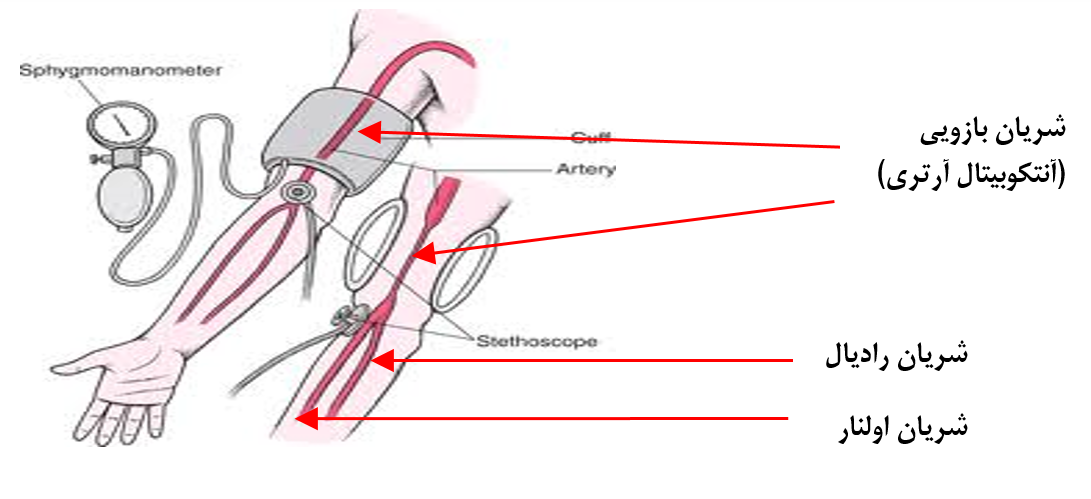 Sphygmomanometer
Cuff
Artery
Stethoscope
شریان بازویی
(آنتکوبیتال آرتری)
شریان رادیال
شریان اولنار